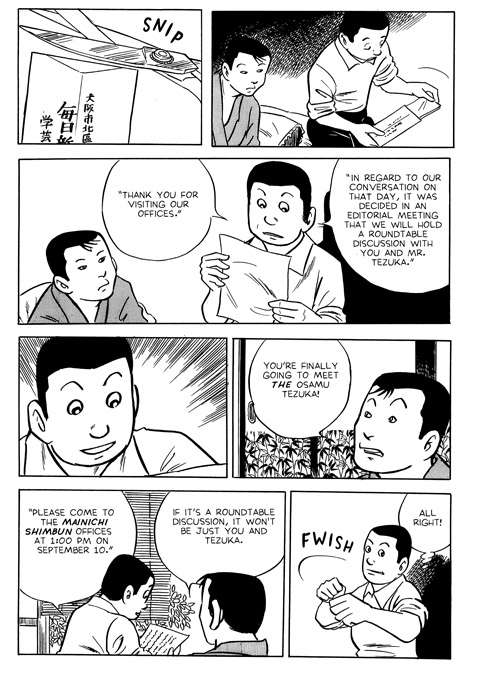 SNIP
大阪市北區
毎日新
学芸
"THANK YOU FOR
VISITING OUR
OFFICES."
"IN REGARD TO OUR
CONVERSATION ON
THAT DAY, IT WAS
DECIDED IN AN
EDITORIAL MEETING
THAT WE WILL HOLD
A ROUNDTABLE
DISCUSSION WITH
YOU AND MR.
TEZUKA."
YOU'RE FINALLY
GOING TO MEET
THE OSAMU
TEZUKA!
"PLEASE COME TO
THE MAINICHI
SHIMBUN OFFICES
AT 1:00 PM ON
SEPTEMBER 10."
IF IT'S A ROUNDTABLE
DISCUSSION, IT WON'T
BE JUST YOU AND
TEZUKA.
FWISH
ALL
RIGHT!